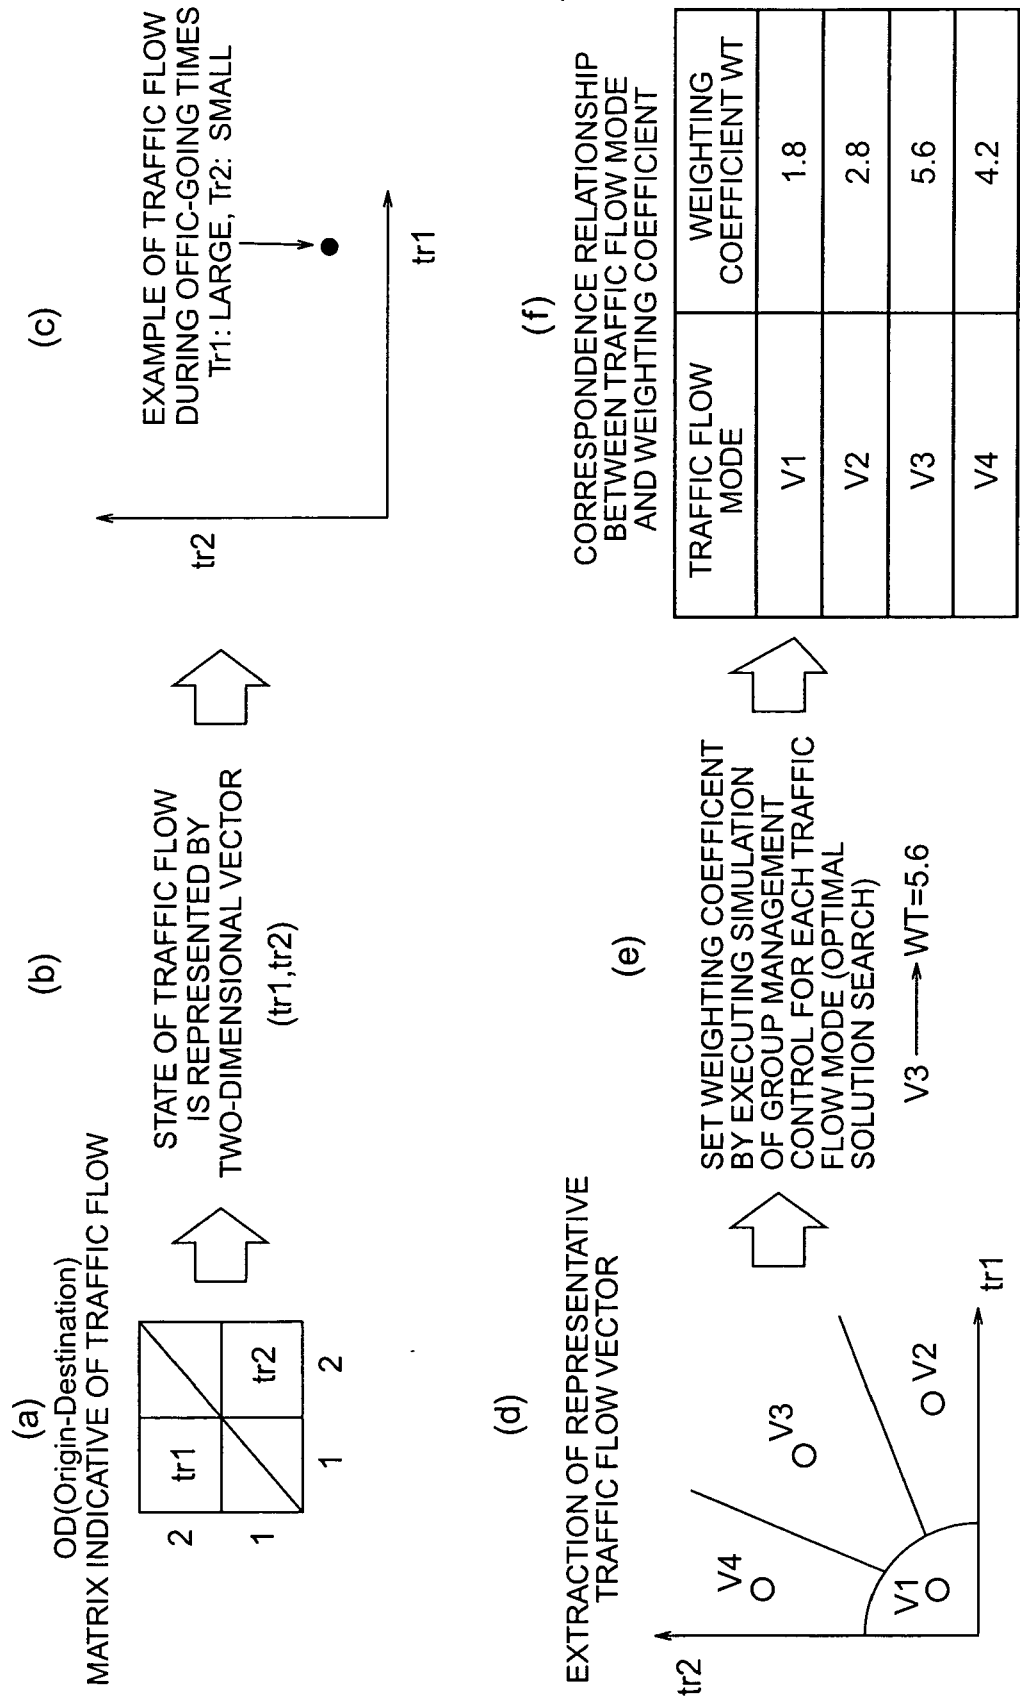 (a)
OD(Origin-Destination)
MATRIX INDICATIVE OF TRAFFIC FLOW
2
tr1
1
tr2
1
2
(b)
STATE OF TRAFFIC FLOW
IS REPRESENTED BY
TWO-DIMENSIONAL VECTOR
(tr1,tr2)
(c)
EXAMPLE OF TRAFFIC FLOW
DURING OFFIC-GOING TIMES
Tr1: LARGE, Tr2: SMALL
tr2
tr1
(d)
EXTRACTION OF REPRESENTATIVE
TRAFFIC FLOW VECTOR
tr2
V4
V3
V1
V2
tr1
(e)
SET WEIGHTING COEFFICENT
BY EXECUTING SIMULATION
OF GROUP MANAGEMENT
CONTROL FOR EACH TRAFFIC
FLOW MODE (OPTIMAL
SOLUTION SEARCH)
V3 → WT=5.6
(f)
CORRESPONDENCE RELATIONSHIP
BETWEEN TRAFFIC FLOW MODE
AND WEIGHTING COEFFICIENT
TRAFFIC FLOW MODE WEIGHTING COEFFICIENT WT
V1 1.8
V2 2.8
V3 5.6
V4 4.2